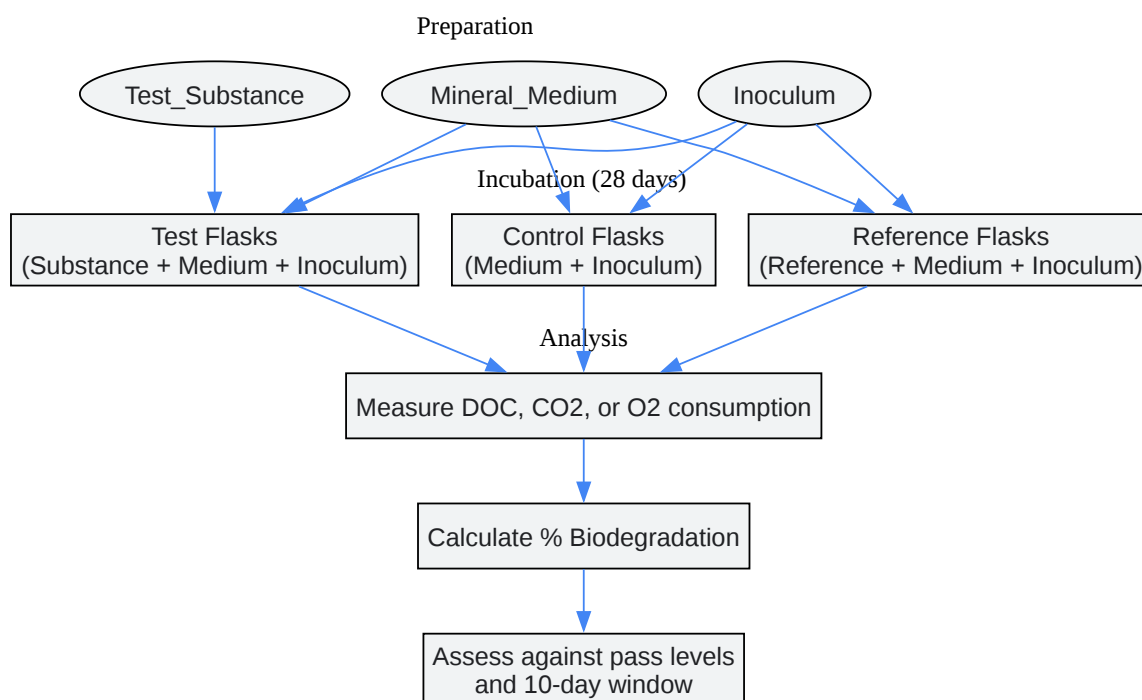 Preparation
Test_Substance
Mineral_Medium
Inoculum
Incubation (28 days)
Test Flasks
(Substance + Medium + Inoculum)
Control Flasks
(Medium + Inoculum)
Reference Flasks
(Reference + Medium + Inoculum)
Analysis
Measure DOC, CO2, or O2 consumption
Calculate % Biodegradation
Assess against pass levels
and 10-day window